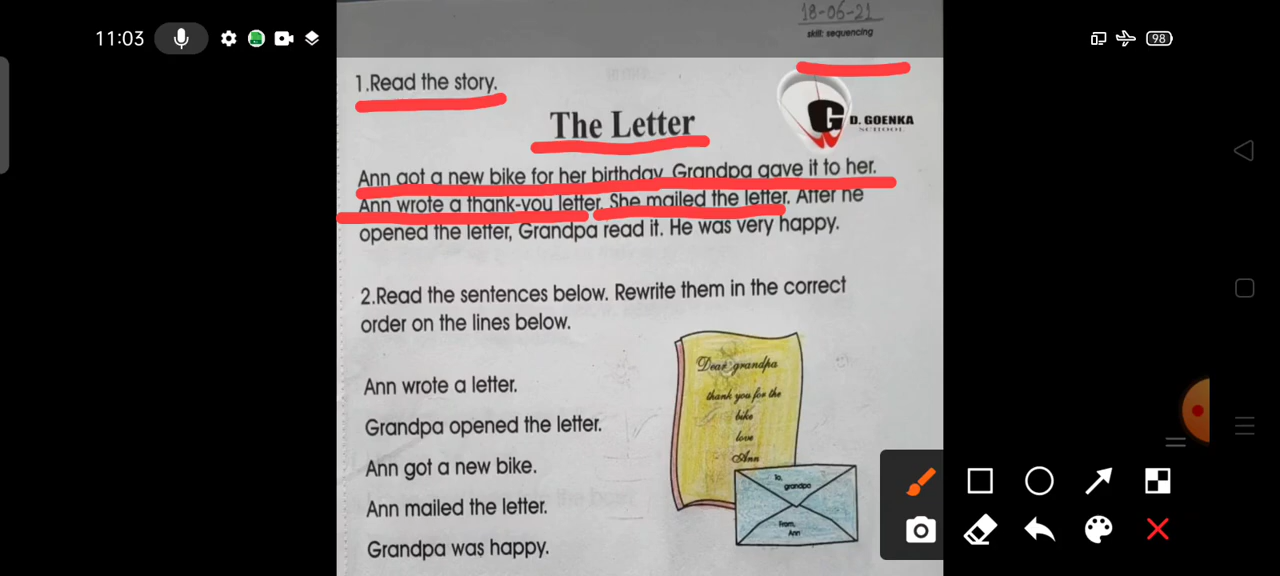 11:03
98
18-06-21
skill: sequencing
1.Read the story.
The Letter
G D. GOENKA
SCHOOL
Ann got a new bike for her birthday. Grandpa gave it to her.
Ann wrote a thank-you letter. She mailed the letter. After he
opened the letter, Grandpa read it. He was very happy.
2.Read the sentences below. Rewrite them in the correct
order on the lines below.
Ann wrote a letter.
Grandpa opened the letter.
Ann got a new bike.
Ann mailed the letter.
Grandpa was happy.
Dear grandpa
thank you for the
bike
love
Ann
To,
grandpa
From,
Ann